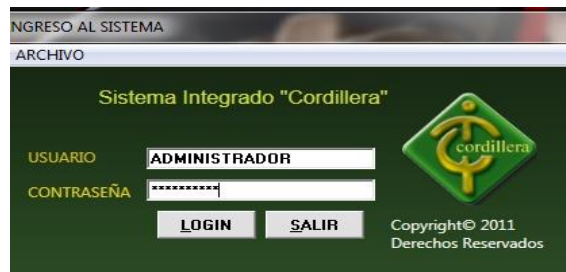 NGRESO AL SISTEMA
ARCHIVO
Sistema Integrado "Cordillera"
cordillera
USUARIO ADMINISTRADOR
CONTRASEÑA **********
LOGIN SALIR
Copyright© 2011
Derechos Reservados